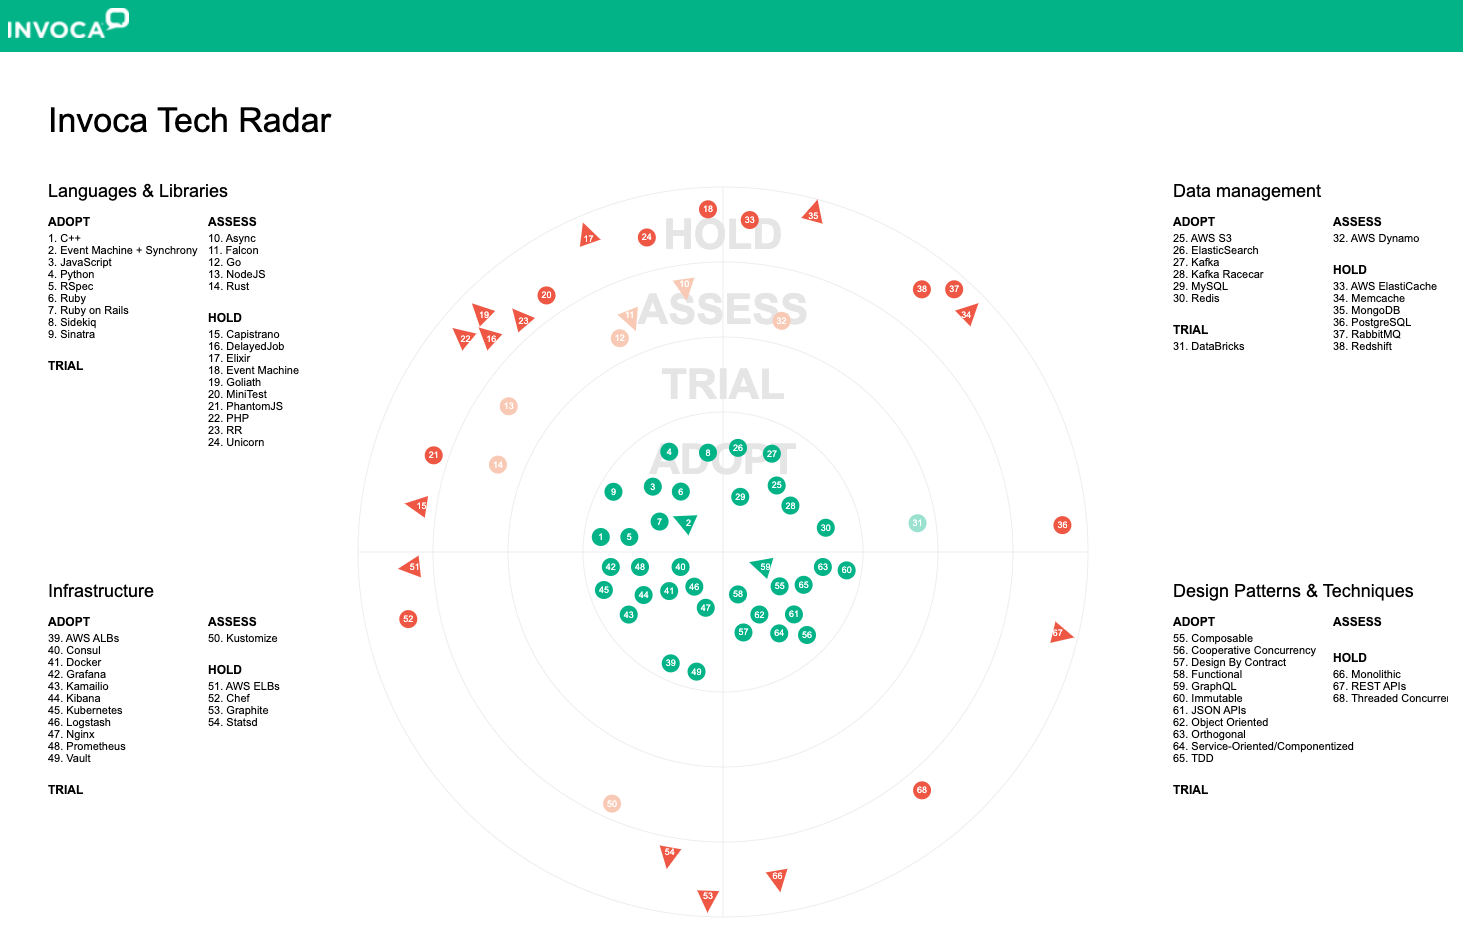 INVOCA
Invoca Tech Radar
Languages & Libraries
ADOPT
1. C++
2. Event Machine + Synchrony
3. JavaScript
4. Python
5. RSpec
6. Ruby
7. Ruby on Rails
8. Sidekiq
9. Sinatra
TRIAL
ASSESS
10. Async
11. Falcon
12. Go
13. NodeJS
14. Rust
HOLD
15. Capistrano
16. DelayedJob
17. Elixir
18. Event Machine
19. Goliath
20. MiniTest
21. PhantomJS
22. PHP
23. RR
24. Unicorn
Data management
ADOPT
25. AWS S3
26. ElasticSearch
27. Kafka
28. Kafka Racecar
29. MySQL
30. Redis
TRIAL
31. DataBricks
ASSESS
32. AWS Dynamo
HOLD
33. AWS ElastiCache
34. Memcache
35. MongoDB
36. PostgreSQL
37. RabbitMQ
38. Redshift
Infrastructure
ADOPT
39. AWS ALBs
40. Consul
41. Docker
42. Grafana
43. Kamailio
44. Kibana
45. Kubernetes
46. Logstash
47. Nginx
48. Prometheus
49. Vault
TRIAL
ASSESS
50. Kustomize
HOLD
51. AWS ELBs
52. Chef
53. Graphite
54. Statsd
Design Patterns & Techniques
ADOPT
55. Composable
56. Cooperative Concurrency
57. Design By Contract
58. Functional
59. GraphQL
60. Immutable
61. JSON APIs
62. Object Oriented
63. Orthogonal
64. Service-Oriented/Componentized
65. TDD
TRIAL
ASSESS
HOLD
66. Monolithic
67. REST APIs
68. Threaded Concurre
HOLD
ASSESS
TRIAL
ADOPT
18
35
33
17
24
10
38
37
20
19
11
34
23
32
22
16
12
13
21
4
8
26
27
14
3
25
9
6
29
15
28
7
2
31
36
30
1
5
42
48
40
51
59
63
60
45
44
41
46
55
65
58
47
43
62
61
52
57
64
56
67
39
49
68
50
54
66
53